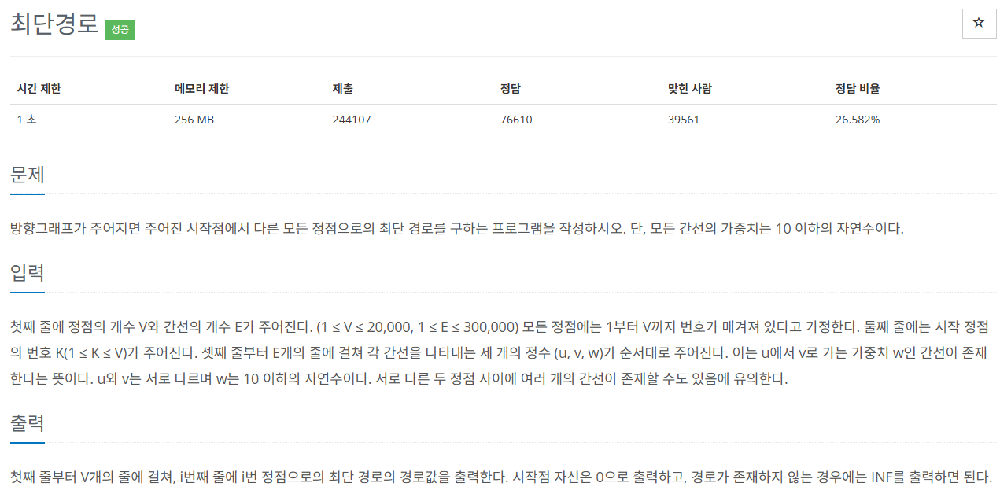 최단경로 성공
☆
시간 제한 메모리 제한 제출 정답 맞힌 사람 정답 비율
1 초 256 MB 244107 76610 39561 26.582%
문제
방향그래프가 주어지면 주어진 시작점에서 다른 모든 정점으로의 최단 경로를 구하는 프로그램을 작성하시오. 단, 모든 간선의 가중치는 10 이하의 자연수이다.
입력
첫째 줄에 정점의 개수 V와 간선의 개수 E가 주어진다. (1 ≤ V ≤ 20,000, 1 ≤ E ≤ 300,000) 모든 정점에는 1부터 V까지 번호가 매겨져 있다고 가정한다. 둘째 줄에는 시작 정점
의 번호 K(1 ≤ K ≤ V)가 주어진다. 셋째 줄부터 E개의 줄에 걸쳐 각 간선을 나타내는 세 개의 정수 (u, v, w)가 순서대로 주어진다. 이는 u에서 v로 가는 가중치 w인 간선이 존재
한다는 뜻이다. u와 v는 서로 다르며 w는 10 이하의 자연수이다. 서로 다른 두 정점 사이에 여러 개의 간선이 존재할 수도 있음에 유의한다.
출력
첫째 줄부터 V개의 줄에 걸쳐, i번째 줄에 i번 정점으로의 최단 경로의 경로값을 출력한다. 시작점 자신은 0으로 출력하고, 경로가 존재하지 않는 경우에는 INF를 출력하면 된다.